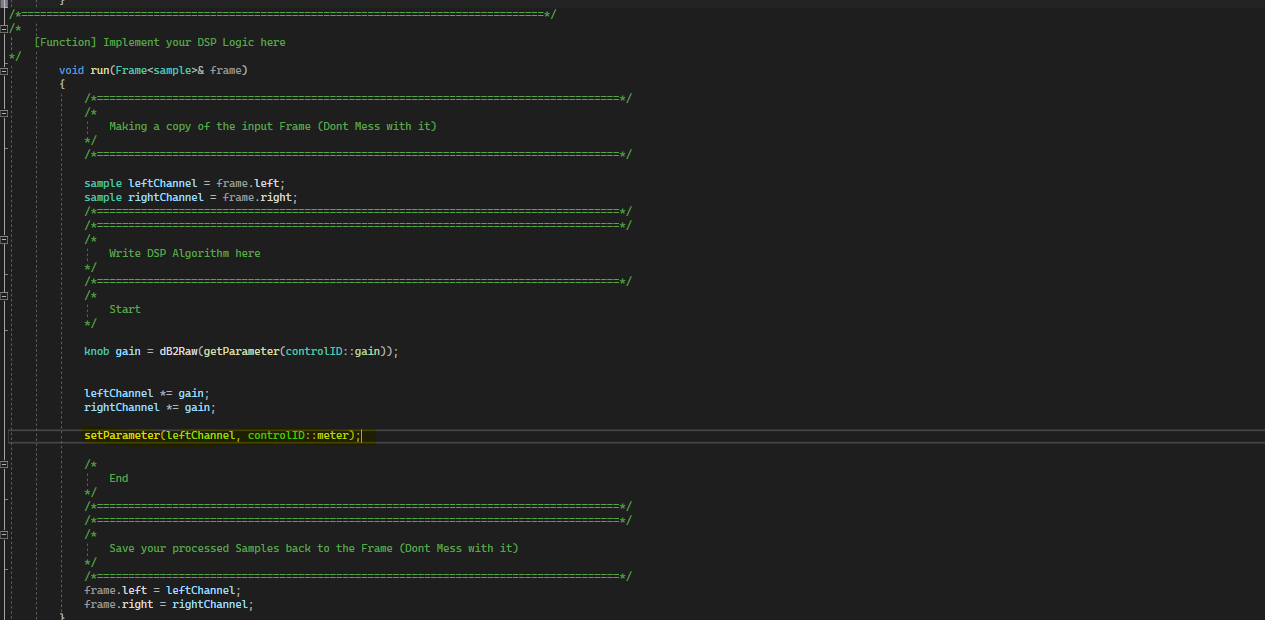 }
/*===================================================================================*/
/*
[Function] Implement your DSP Logic here
*/
void run(Frame<sample>& frame)
{
/*===================================================================================*/
/*
Making a copy of the input Frame (Dont Mess with it)
*/
/*===================================================================================*/
sample leftChannel = frame.left;
sample rightChannel = frame.right;
/*===================================================================================*/
/*===================================================================================*/
/*
Write DSP Algorithm here
*/
/*===================================================================================*/
/*
Start
*/
knob gain = dB2Raw(getParameter(controlID::gain));
leftChannel *= gain;
rightChannel *= gain;
setParameter(leftChannel, controlID::meter);
/*
End
*/
/*===================================================================================*/
/*===================================================================================*/
/*
Save your processed Samples back to the Frame (Dont Mess with it)
*/
/*===================================================================================*/
frame.left = leftChannel;
frame.right = rightChannel;
}